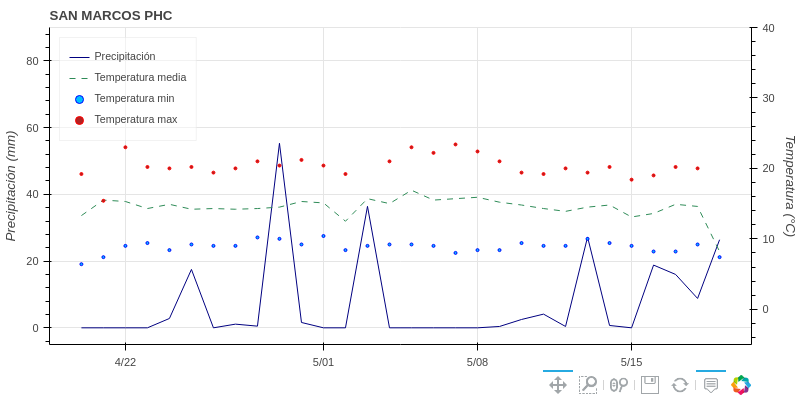 SAN MARCOS PHC
Precipitación
Temperatura media
Temperatura min
Temperatura max
Precipitación (mm)
80
60
40
20
0
40
30
20
10
0
Temperatura (°C)
4/22
5/01
5/08
5/15